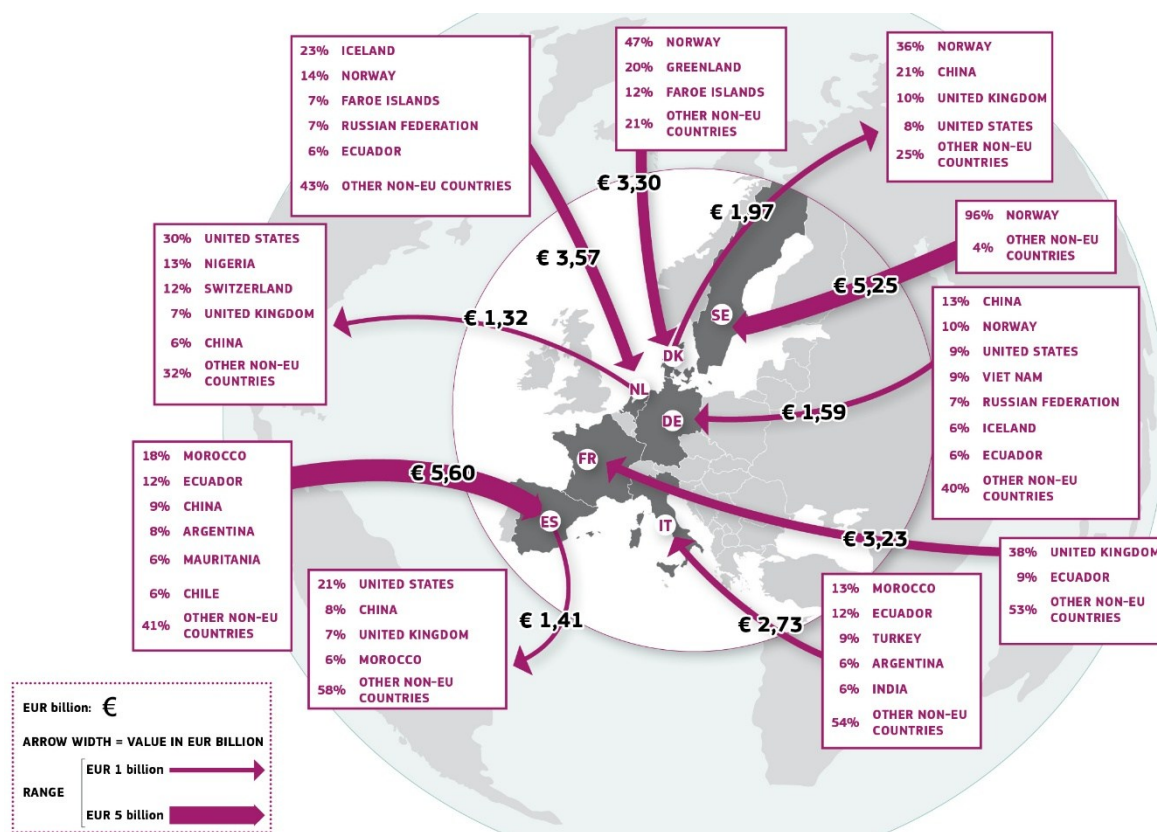 23% ICELAND
14% NORWAY
7% FAROE ISLANDS
7% RUSSIAN FEDERATION
6% ECUADOR
43% OTHER NON-EU COUNTRIES
47% NORWAY
20% GREENLAND
12% FAROE ISLANDS
21% OTHER NON-EU
COUNTRIES
36% NORWAY
21% CHINA
10% UNITED KINGDOM
8% UNITED STATES
25% OTHER NON-EU
COUNTRIES
€ 3,30
€ 1,97
€ 3,57
96% NORWAY
4% OTHER NON-EU
COUNTRIES
€ 5,25
30% UNITED STATES
13% NIGERIA
12% SWITZERLAND
7% UNITED KINGDOM
6% CHINA
32% OTHER NON-EU
COUNTRIES
€ 1,32
SE
DK
NL
DE
FR
ES
IT
13% CHINA
10% NORWAY
9% UNITED STATES
9% VIET NAM
7% RUSSIAN FEDERATION
6% ICELAND
6% ECUADOR
40% OTHER NON-EU
COUNTRIES
€ 1,59
18% MOROCCO
12% ECUADOR
9% CHINA
8% ARGENTINA
6% MAURITANIA
6% CHILE
41% OTHER NON-EU
COUNTRIES
€ 5,60
€ 3,23
38% UNITED KINGDOM
9% ECUADOR
53% OTHER NON-EU
COUNTRIES
21% UNITED STATES
8% CHINA
7% UNITED KINGDOM
6% MOROCCO
58% OTHER NON-EU
COUNTRIES
€ 1,41
€ 2,73
13% MOROCCO
12% ECUADOR
9% TURKEY
6% ARGENTINA
6% INDIA
54% OTHER NON-EU
COUNTRIES
EUR billion: €
ARROW WIDTH = VALUE IN EUR BILLION
RANGE
EUR 1 billion
EUR 5 billion